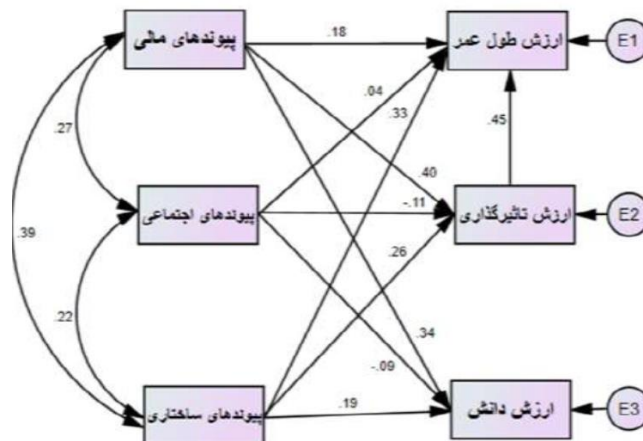 پیوندهای مالی
.18
ارزش طول عمر
E1
.04
.33
.27
.45
.40
پیوندهای اجتماعی
-.11
ارزش تاثیرگذاری
E2
.39
.26
.22
.34
-.09
پیوندهای ساختاری
.19
ارزش دانش
E3